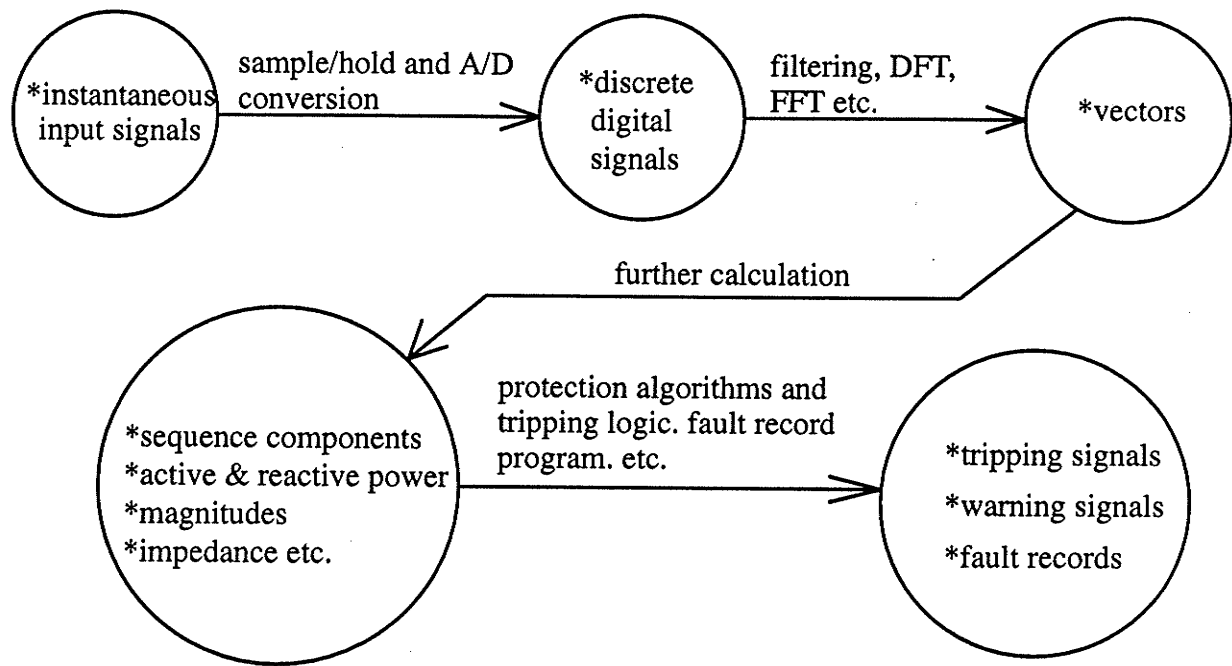 *instantaneous
input signals
sample/hold and A/D
conversion
*discrete
digital
signals
filtering, DFT,
FFT etc.
*vectors
further calculation
*sequence components
*active & reactive power
*magnitudes
*impedance etc.
protection algorithms and
tripping logic. fault record
program. etc.
*tripping signals
*warning signals
*fault records